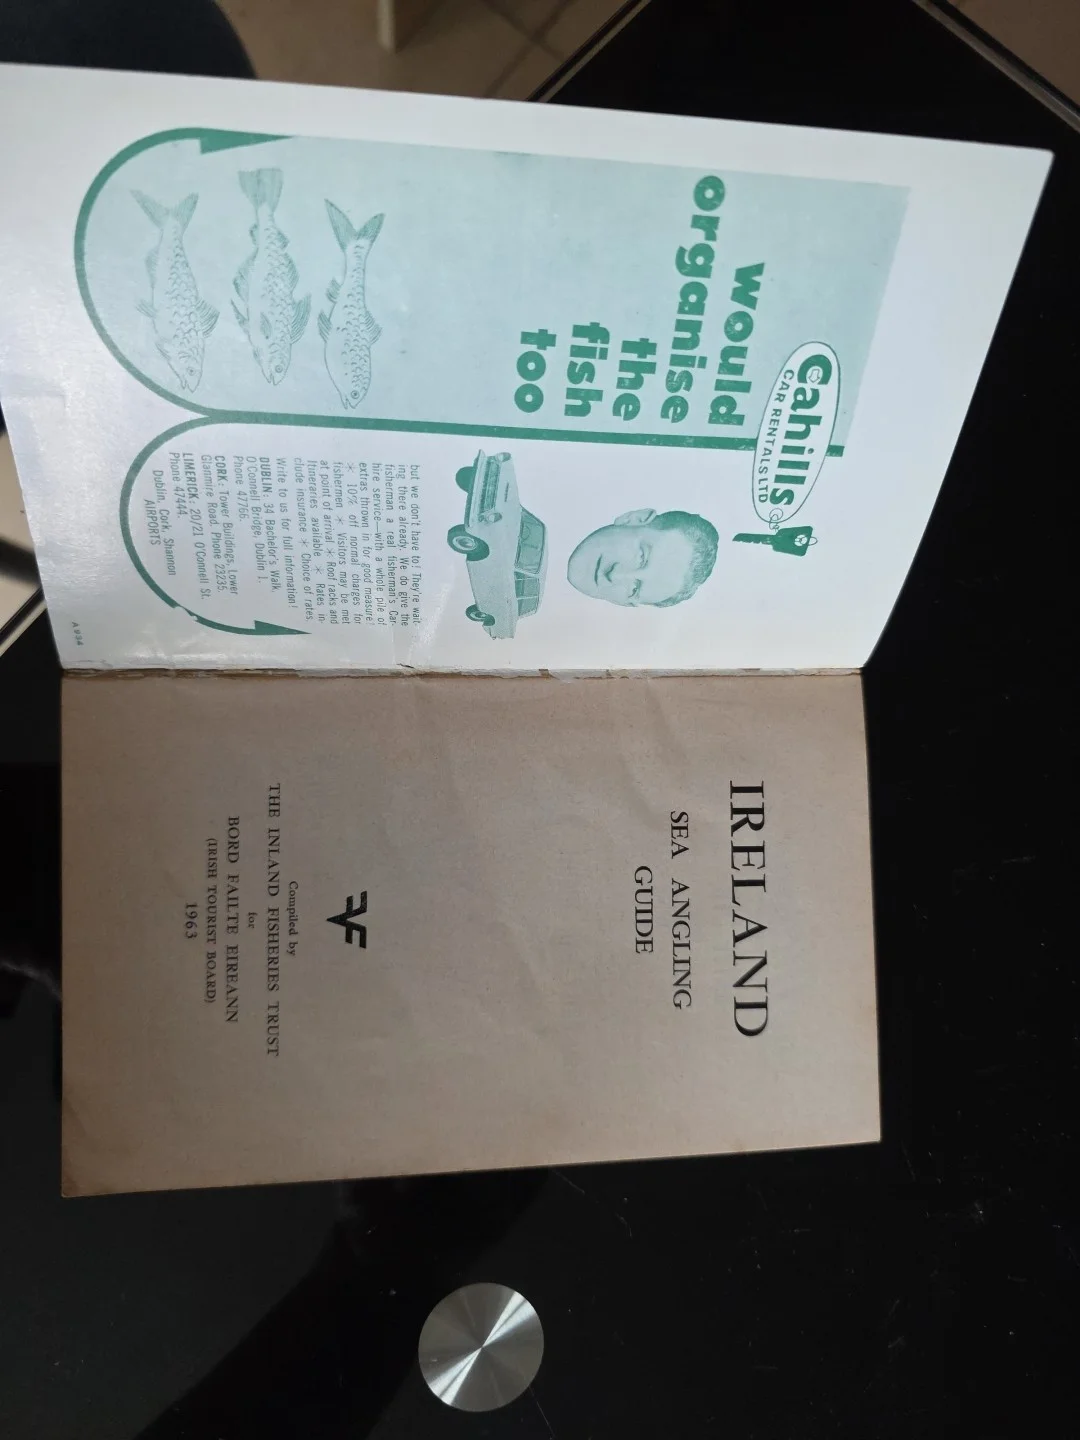 Cahills
CAR RENTALS LTD
would
organise
the
fish
too
but we don't have to! They're wait-
ing there already. We do give the
fisherman a real fisherman's Car-
hire service—with a whole pile of
extras thrown in for good measure!
* 10% off normal charges for
fishermen * Visitors may be met
at point of arrival * Roof racks and
Itineraries available * Rates in-
clude insurance * Choice of rates.
Write to us for full information!
DUBLIN: 34 Bachelor's Walk,
O'Connell Bridge, Dublin 1.
Phone 47766.
CORK: Tower Buildings, Lower
Glanmire Road. Phone 23235.
LIMERICK: 20/21 O'Connell St.
Phone 47444.
Dublin, Cork, Shannon
AIRPORTS
A934
IRELAND
SEA ANGLING
GUIDE
Compiled by
THE INLAND FISHERIES TRUST
for
BORD FAILTE EIREANN
(IRISH TOURIST BOARD)
1963